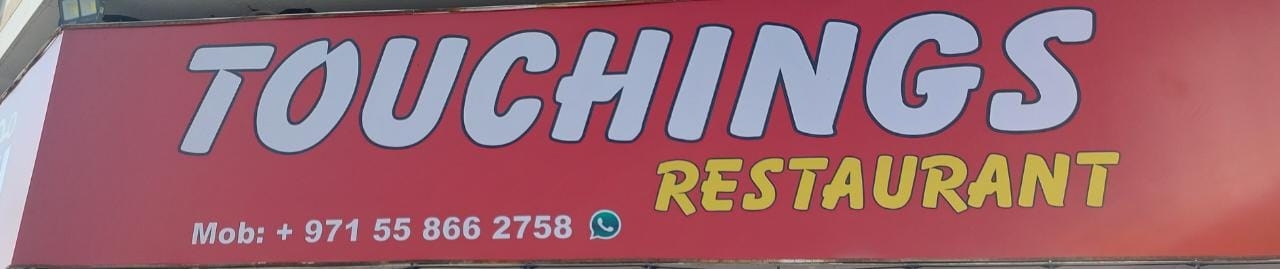 TOUCHINGS
RESTAURANT
Mob: + 971 55 866 2758